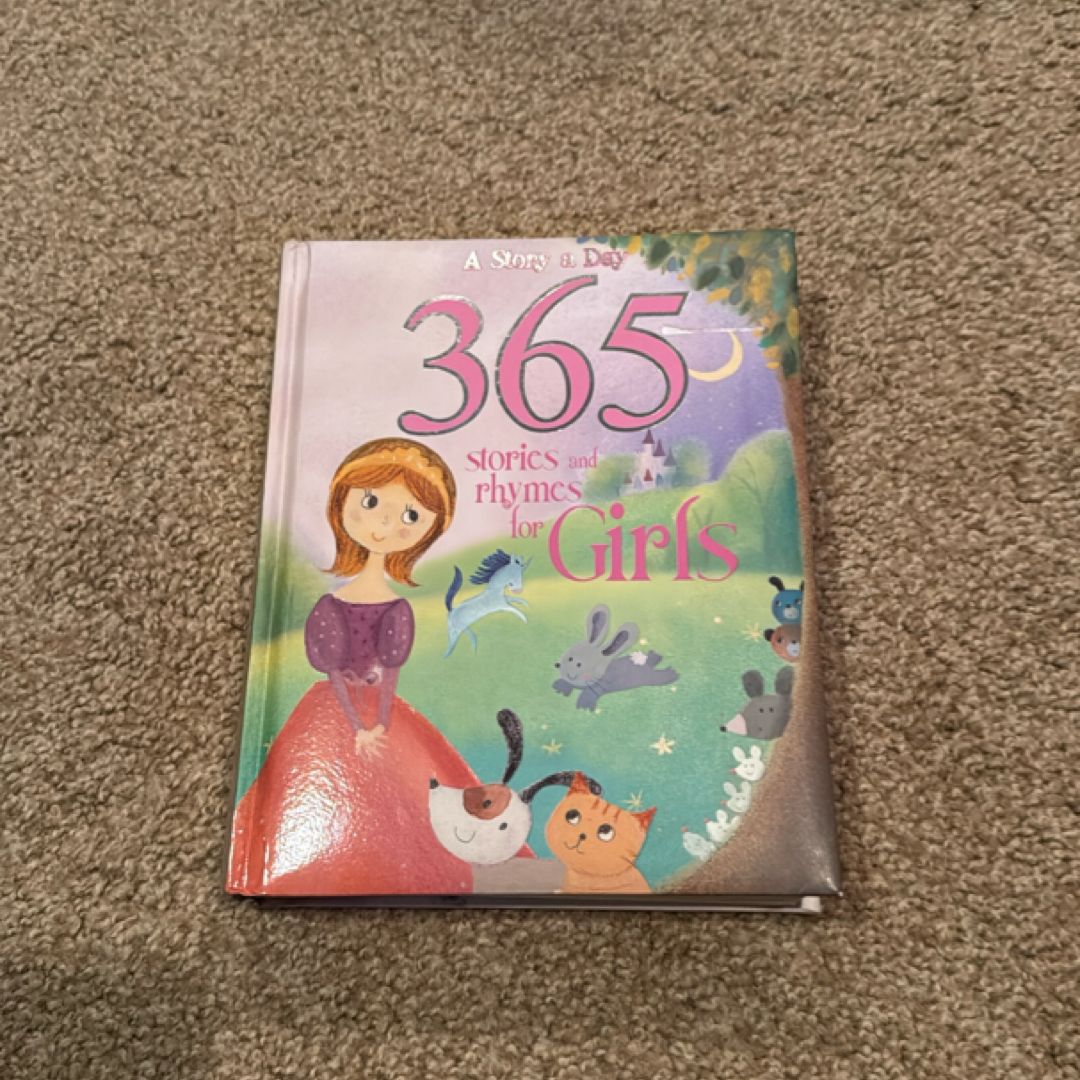 A Story a Day
365
stories and
rhymes
for Girls